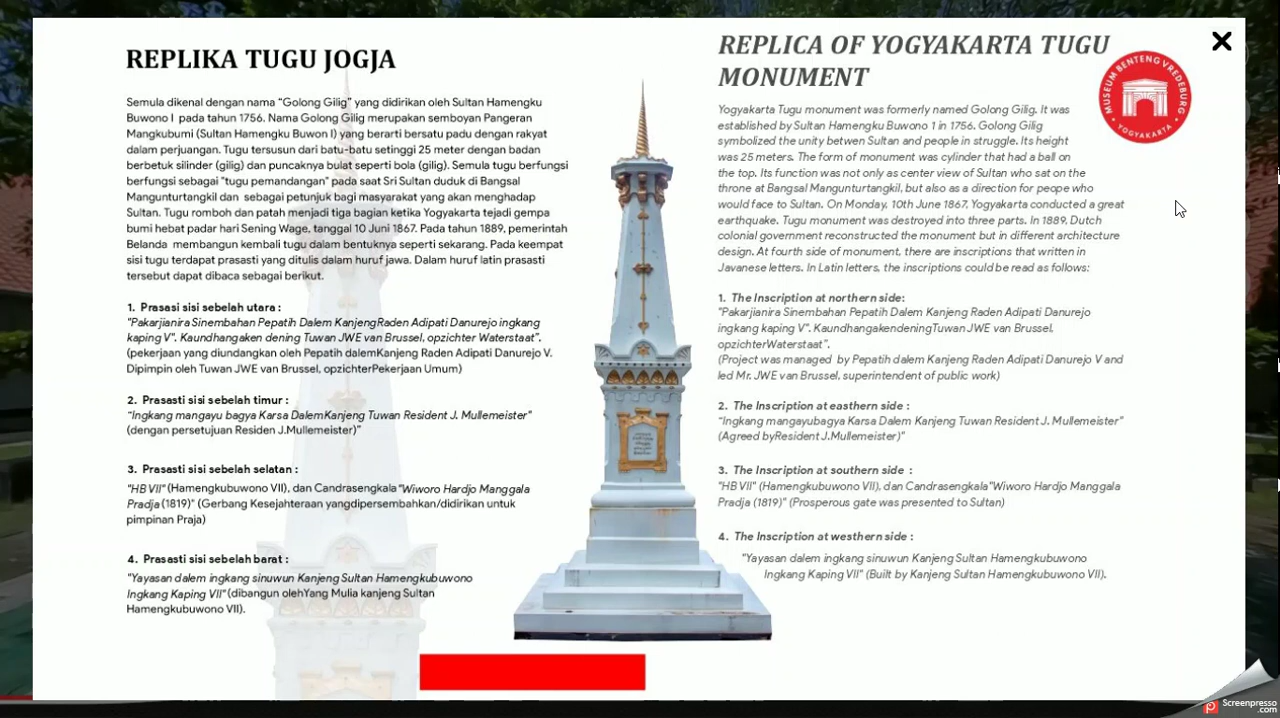 REPLIKA TUGU JOGJA
Semula dikenal dengan nama “Golong Gilig” yang didirikan oleh Sultan Hamengku
Buwono I pada tahun 1756. Nama Golong Gilig merupakan semboyan Pangeran
Mangkubumi (Sultan Hamengku Buwon I) yang berarti bersatu padu dengan rakyat
dalam perjuangan. Tugu tersusun dari batu-batu setinggi 25 meter dengan badan
berbetuk silinder (gilig) dan puncaknya bulat seperti bola (gilig). Semula tugu berfungsi
berfungsi sebagai "tugu pemandangan" pada saat Sri Sultan duduk di Bangsal
Mangunturtangkil dan sebagai petunjuk bagi masyarakat yang akan menghadap
Sultan. Tugu romboh dan patah menjadi tiga bagian ketika Yogyakarta tejadi gempa
bumi hebat padar hari Sening Wage, tanggal 10 Juni 1867. Pada tahun 1889, pemerintah
Belanda membangun kembali tugu dalam bentuknya seperti sekarang. Pada keempat
sisi tugu terdapat prasasti yang ditulis dalam huruf jawa. Dalam huruf latin prasasti
tersebut dapat dibaca sebagai berikut.
1. Prasasi sisi sebelah utara :
"Pakarjianira Sinembahan Pepatih Dalem KanjengRaden Adipati Danurejo ingkang
kaping V". Kaundhangaken dening Tuwan JWE van Brussel, opzichter Waterstaat”.
(pekerjaan yang diundangkan oleh Pepatih dalemKanjeng Raden Adipati Danurejo V.
Dipimpin oleh Tuwan JWE van Brussel, opzichterPekerjaan Umum)
2. Prastasti sisi sebelah timur :
“Ingkang mangayu bagya Karsa DalemKanjeng Tuwan Resident J. Mullemeister"
(dengan persetujuan Residen J.Mullemeister)”
3. Prasasti sisi sebelah selatan :
"HB VII" (Hamengkubuwono VII), dan Candrasengkala “Wiworo Hardjo Manggala
Pradja (1819)" (Gerbang Kesejahteraan yangdipersembahkan/didirikan untuk
pimpinan Praja)
4. Prastasti sisi sebelah barat :
"Yayasan dalem ingkang sinuwun Kanjeng Sultan Hamengkubuwono
Ingkang Kaping VII" (dibangun olehYang Mulia kanjeng Sultan
Hamengkubuwono VII).
REPLICA OF YOGYAKARTA TUGU
MONUMENT
Yogyakarta Tugu monument was formerly named Golong Gilig. It was
established by Sultan Hamengku Buwono 1 in 1756. Golong Gilig
symbolized the unity betwen Sultan and people in struggle. Its height
was 25 meters. The form of monument was cylinder that had a ball on
the top. Its function was not only as center view of Sultan who sat on the
throne at Bangsal Mangunturtangkil, but also as a direction for peope who
would face to Sultan. On Monday, 10th June 1867, Yogyakarta conducted a great
earthquake. Tugu monument was destroyed into three parts. In 1889, Dutch
colonial government reconstructed the monument but in different architecture
design. At fourth side of monument, there are inscriptions that written in
Javanese letters. In Latin letters, the inscriptions could be read as follows:
1. The Inscription at northern side:
"Pakarjianira Sinembahan Pepatih Dalem Kanjeng Raden Adipati Danurejo
ingkang kaping V". KaundhangakendeningTuwan JWE van Brussel,
opzichterWaterstaat”.
(Project was managed by Pepatih dalem Kanjeng Raden Adipati Danurejo V and
led Mr. JWE van Brussel, superintendent of public work)
2. The Inscription at easthern side :
“Ingkang mangayubagya Karsa Dalem Kanjeng Tuwan Resident J. Mullemeister”
(Agreed byResident J.Mullemeister)"
3. The Inscription at southern side :
"HB VII" (Hamengkubuwono VII), dan Candrasengkala"Wiworo Hardjo Manggala
Pradja (1819)" (Prosperous gate was presented to Sultan)
4. The Inscription at westhern side :
"Yayasan dalem ingkang sinuwun Kanjeng Sultan Hamengkubuwono
Ingkang Kaping VII" (Built by Kanjeng Sultan Hamengkubuwono VII).
MUSEUM BENTENG VREDEBURG
• YOGYAKARTA •
Screenpresso
.com